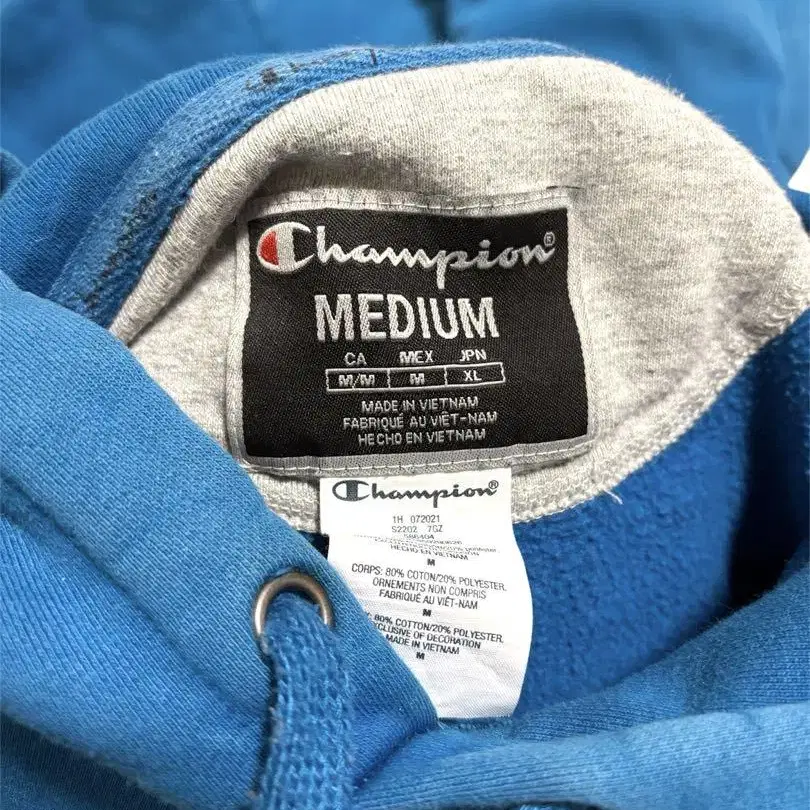 Champion®
MEDIUM
CA MEX JPN
M/M M XL
MADE IN VIETNAM
FABRIQUÉ AU VIÊT-NAM
HECHO EN VIETNAM
Champion®
1H 072021
S2202 7GZ
586404
HECHO EN VIETNAM
M
CORPS: 80% COTON/20% POLYESTER.
ORNEMENTS NON COMPRIS
FABRIQUÉ AU VIÊT-NAM
M
80% COTTON/20% POLYESTER.
EXCLUSIVE OF DECORATION
MADE IN VIETNAM
M